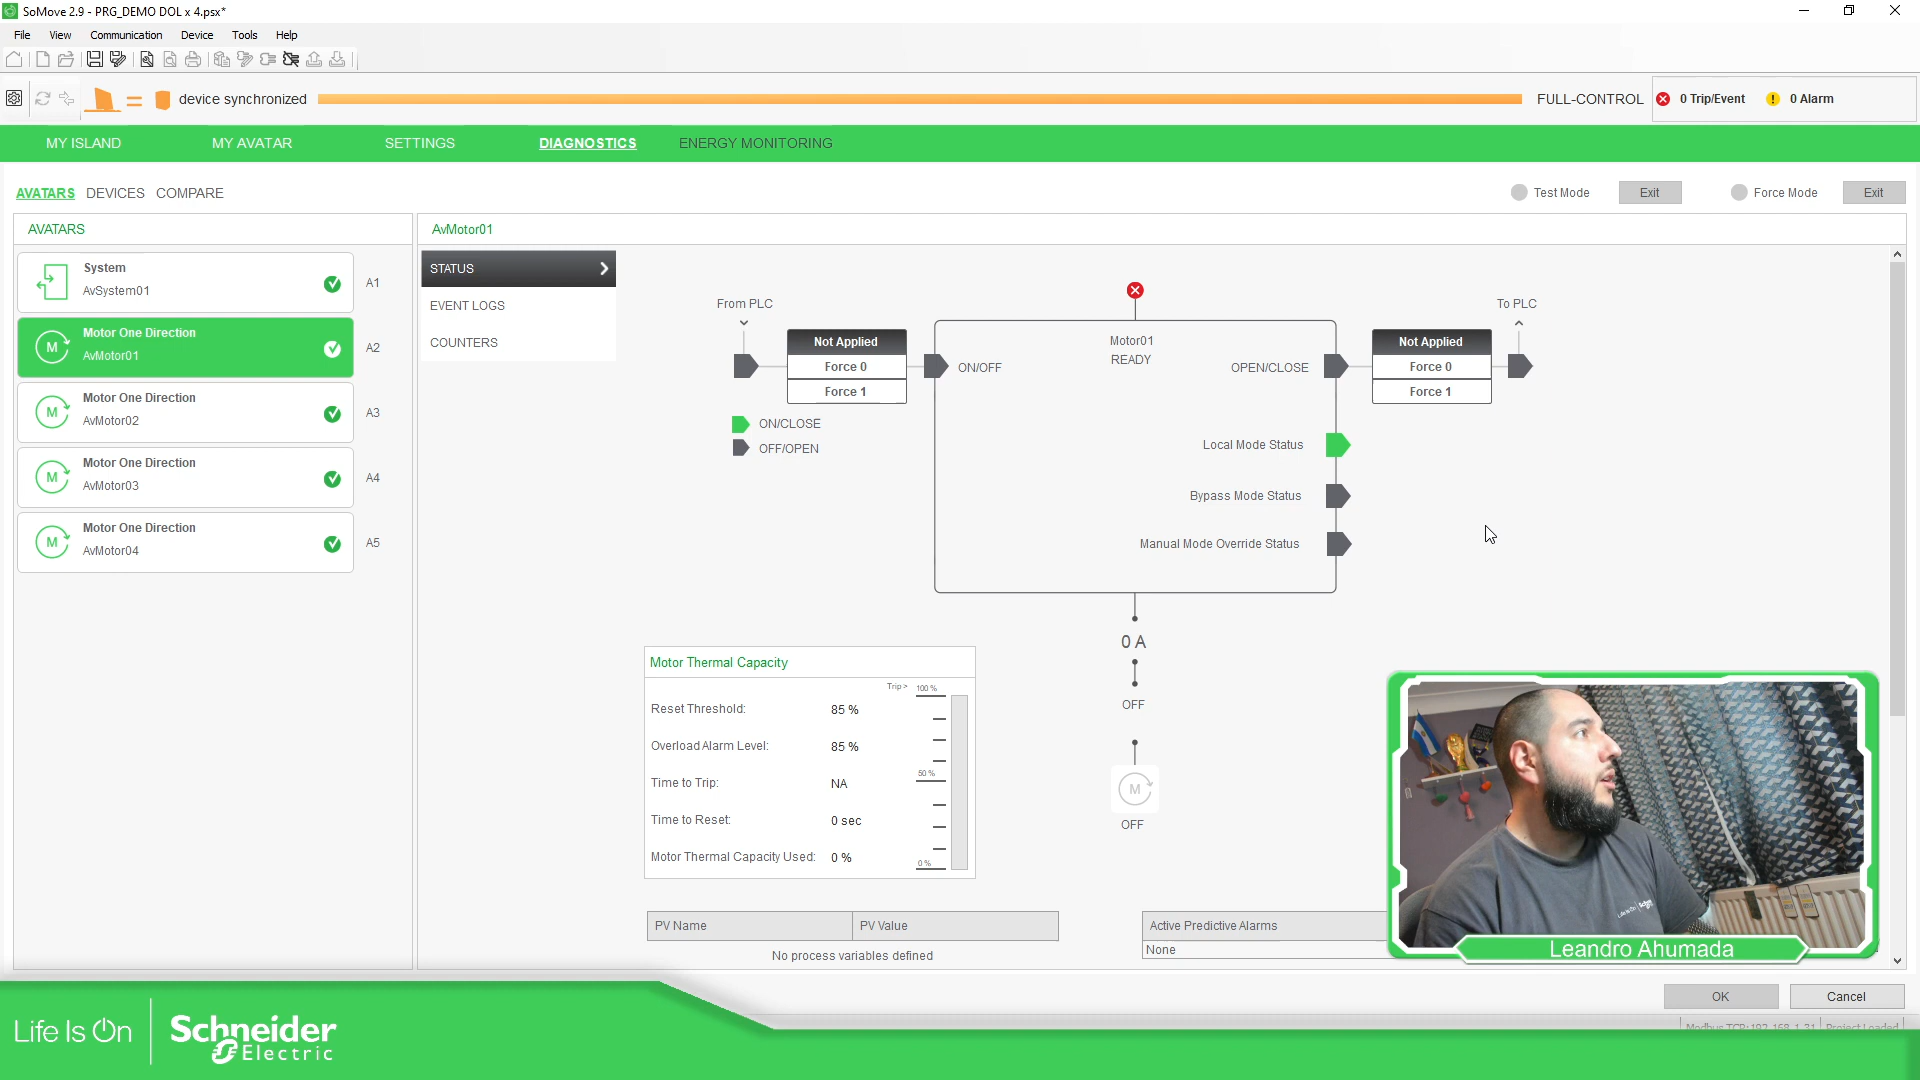 SoMove 2.9 - PRG_DEMO DOL x 4.psx*
File View Communication Device Tools Help
device synchronized
FULL-CONTROL
0 Trip/Event
0 Alarm
MY ISLAND
MY AVATAR
SETTINGS
DIAGNOSTICS
ENERGY MONITORING
AVATARS DEVICES COMPARE
Test Mode
Exit
Force Mode
Exit
AVATARS
System
AvSystem01
A1
M
Motor One Direction
AvMotor01
A2
M
Motor One Direction
AvMotor02
A3
M
Motor One Direction
AvMotor03
A4
M
Motor One Direction
AvMotor04
A5
AvMotor01
STATUS
EVENT LOGS
COUNTERS
From PLC
Not Applied
Force 0
Force 1
ON/CLOSE
OFF/OPEN
ON/OFF
Motor01
READY
OPEN/CLOSE
Local Mode Status
Bypass Mode Status
Manual Mode Override Status
To PLC
Not Applied
Force 0
Force 1
0 A
OFF
M
OFF
Motor Thermal Capacity
Trip > 100 %
Reset Threshold: 85 %
Overload Alarm Level: 85 %
50 %
Time to Trip: NA
Time to Reset: 0 sec
Motor Thermal Capacity Used: 0 %
0 %
PV Name PV Value
No process variables defined
Active Predictive Alarms
None
Leandro Ahumada
OK
Cancel
Modbus TCP:192.168.1.31 Project Loaded
Life Is On
Schneider
Electric